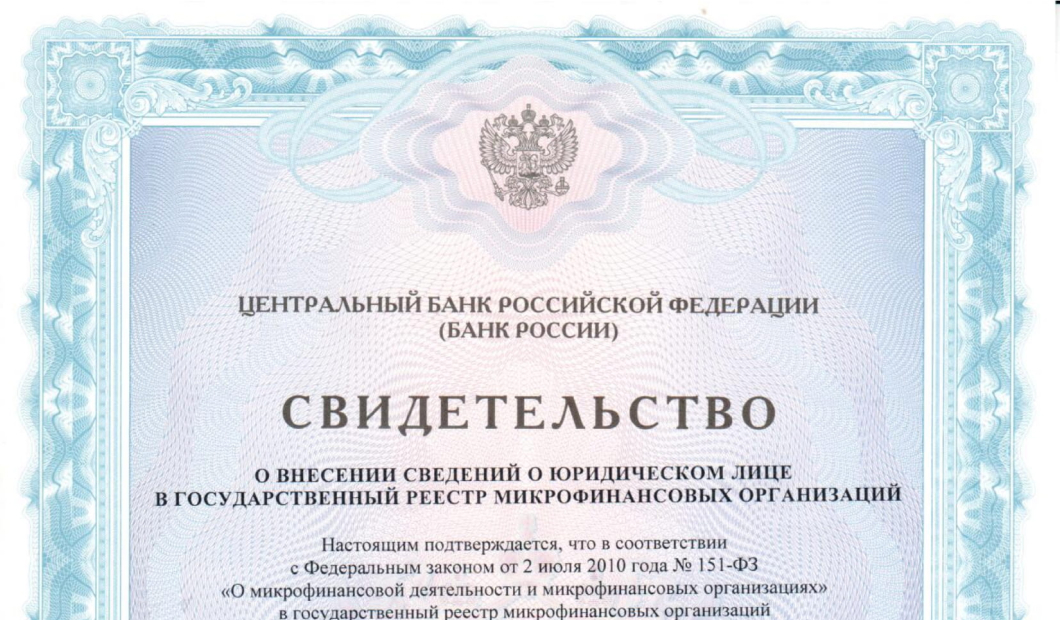 ЦЕНТРАЛЬНЫЙ БАНК РОССИЙСКОЙ ФЕДЕРАЦИИ
(БАНК РОССИИ)
СВИДЕТЕЛЬСТВО
О ВНЕСЕНИИ СВЕДЕНИЙ О ЮРИДИЧЕСКОМ ЛИЦЕ
В ГОСУДАРСТВЕННЫЙ РЕЕСТР МИКРОФИНАНСОВЫХ ОРГАНИЗАЦИЙ
Настоящим подтверждается, что в соответствии
с Федеральным законом от 2 июля 2010 года № 151-ФЗ
«О микрофинансовой деятельности и микрофинансовых организациях»
в государственный реестр микрофинансовых организаций